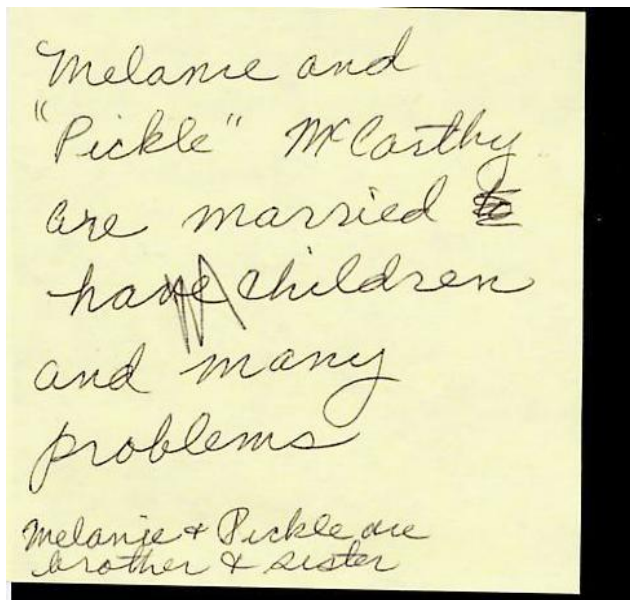 Melanie and
"Pickle" McCarthy
are married
have children
and many
problems
Melanie & Pickle are
brother & sister